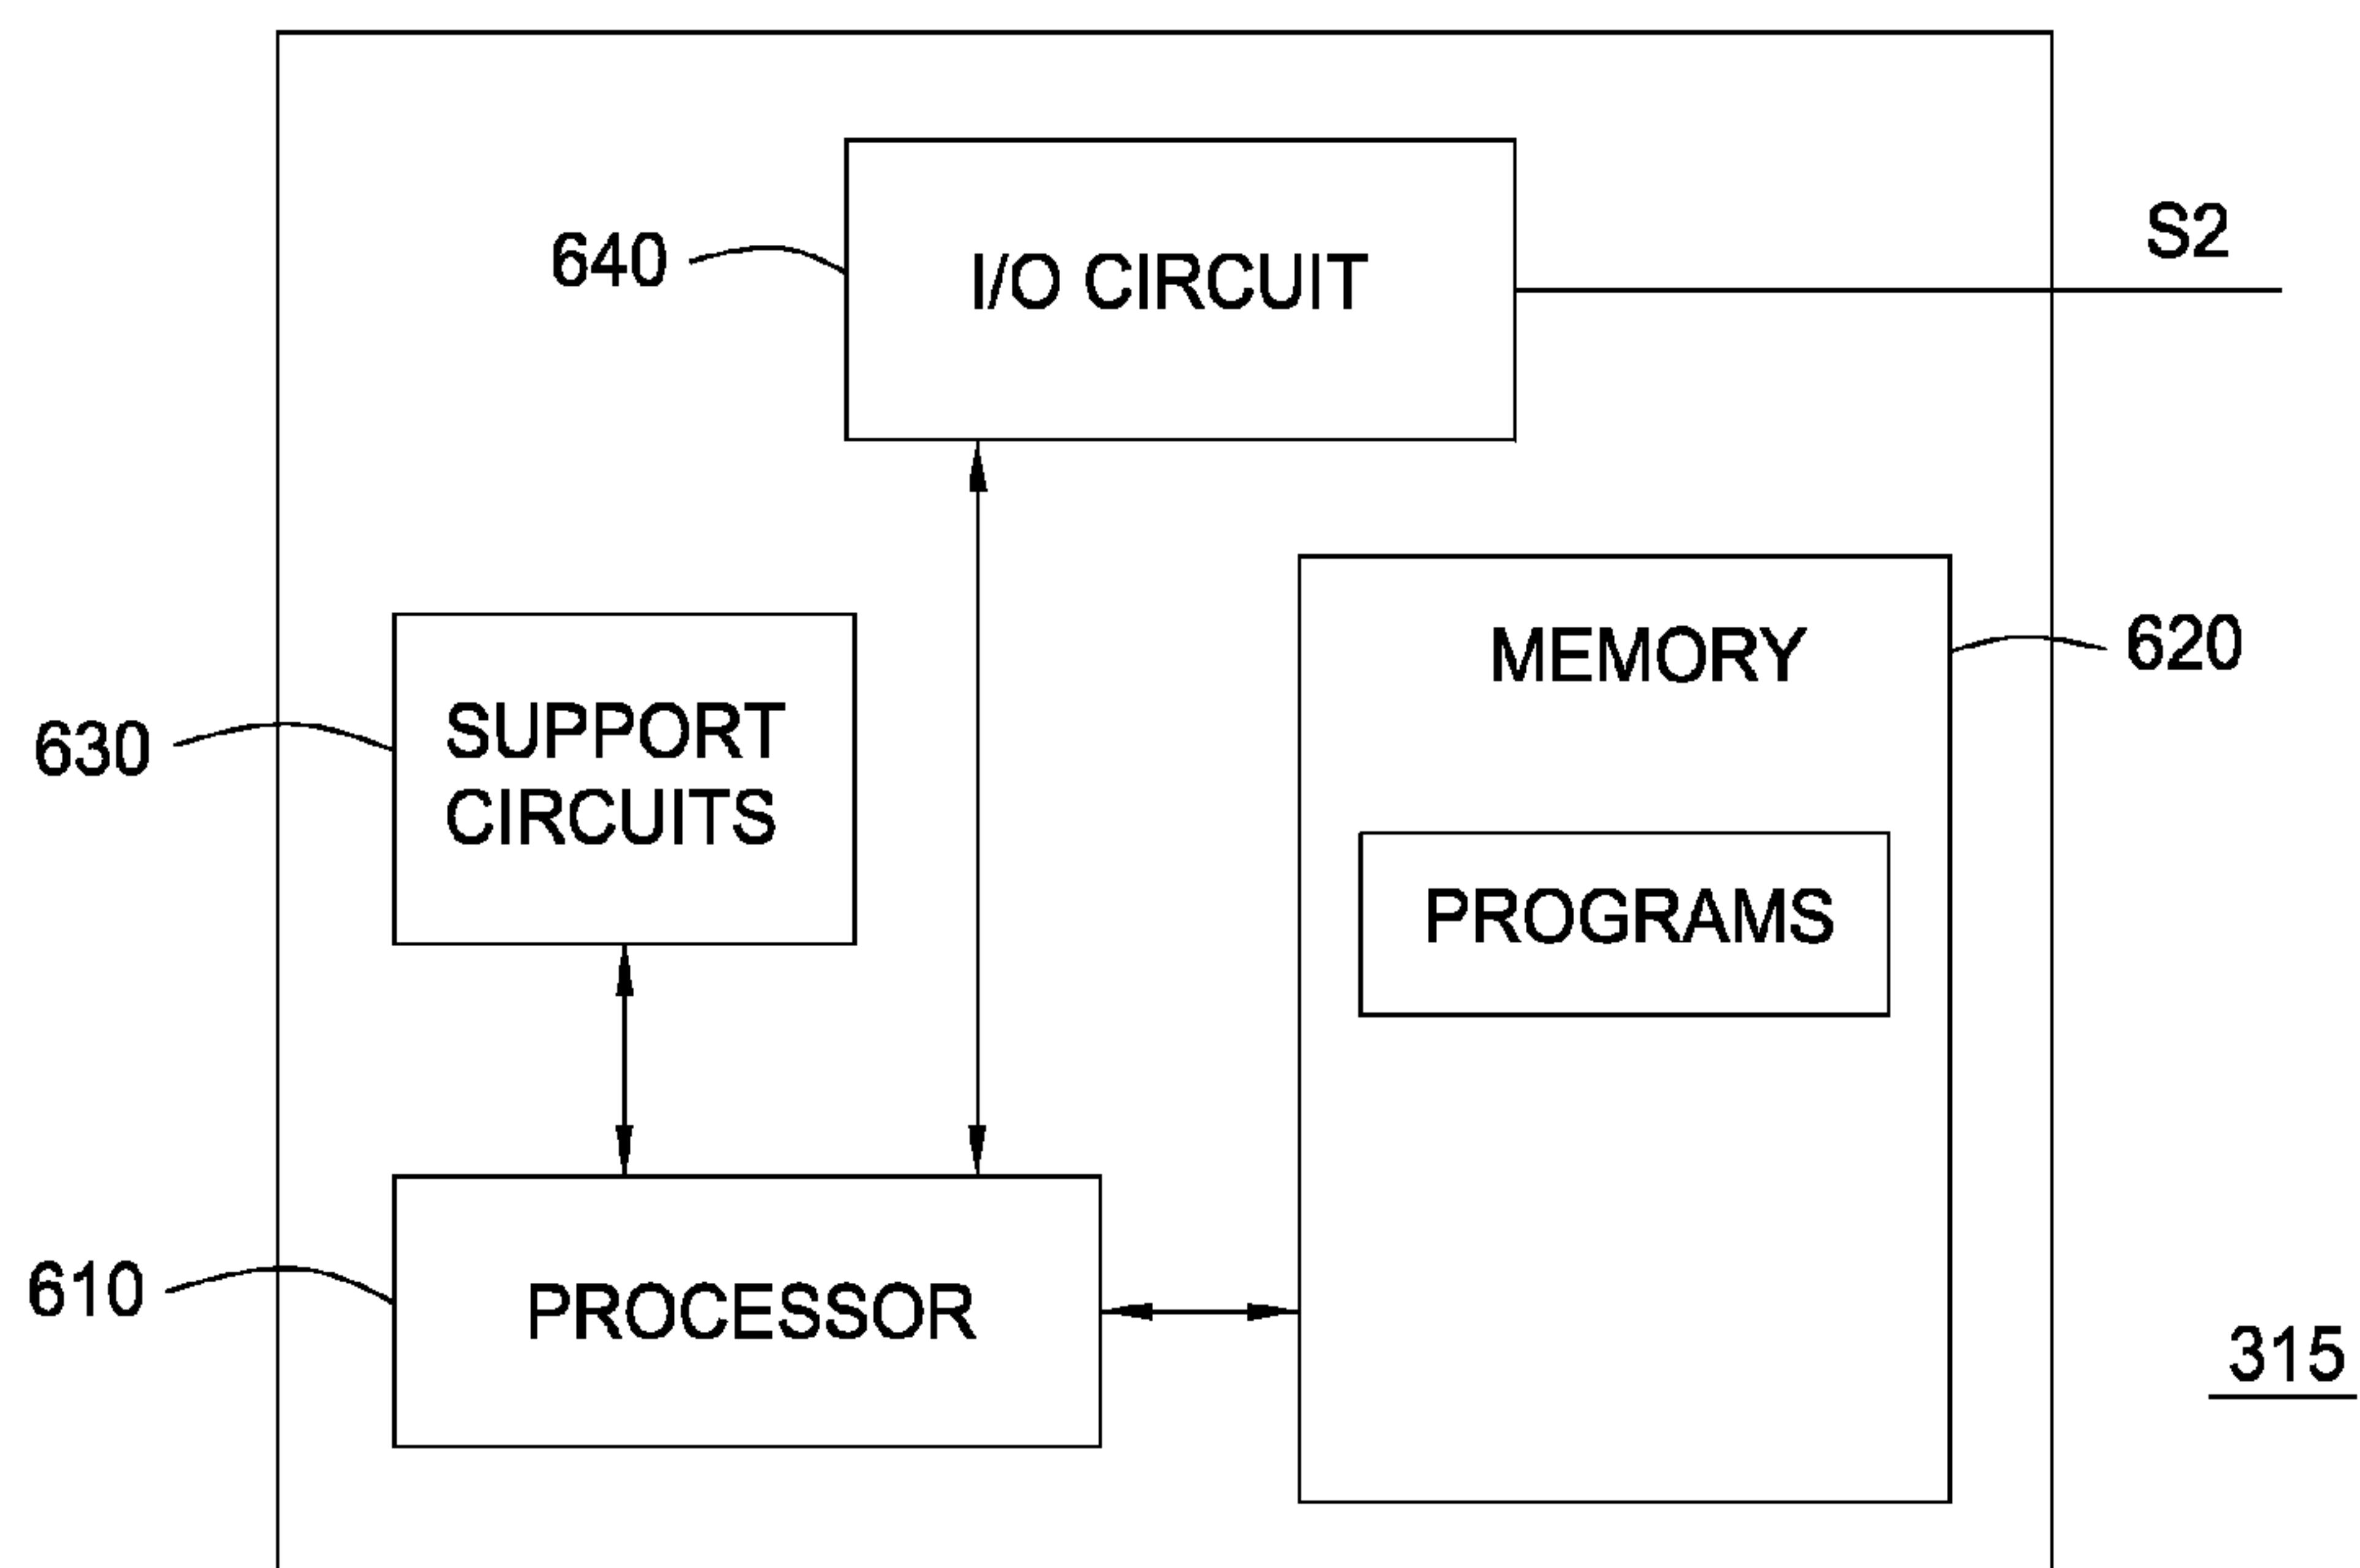 S2
640
I/O CIRCUIT
MEMORY
620
630
SUPPORT
CIRCUITS
PROGRAMS
610
PROCESSOR
315